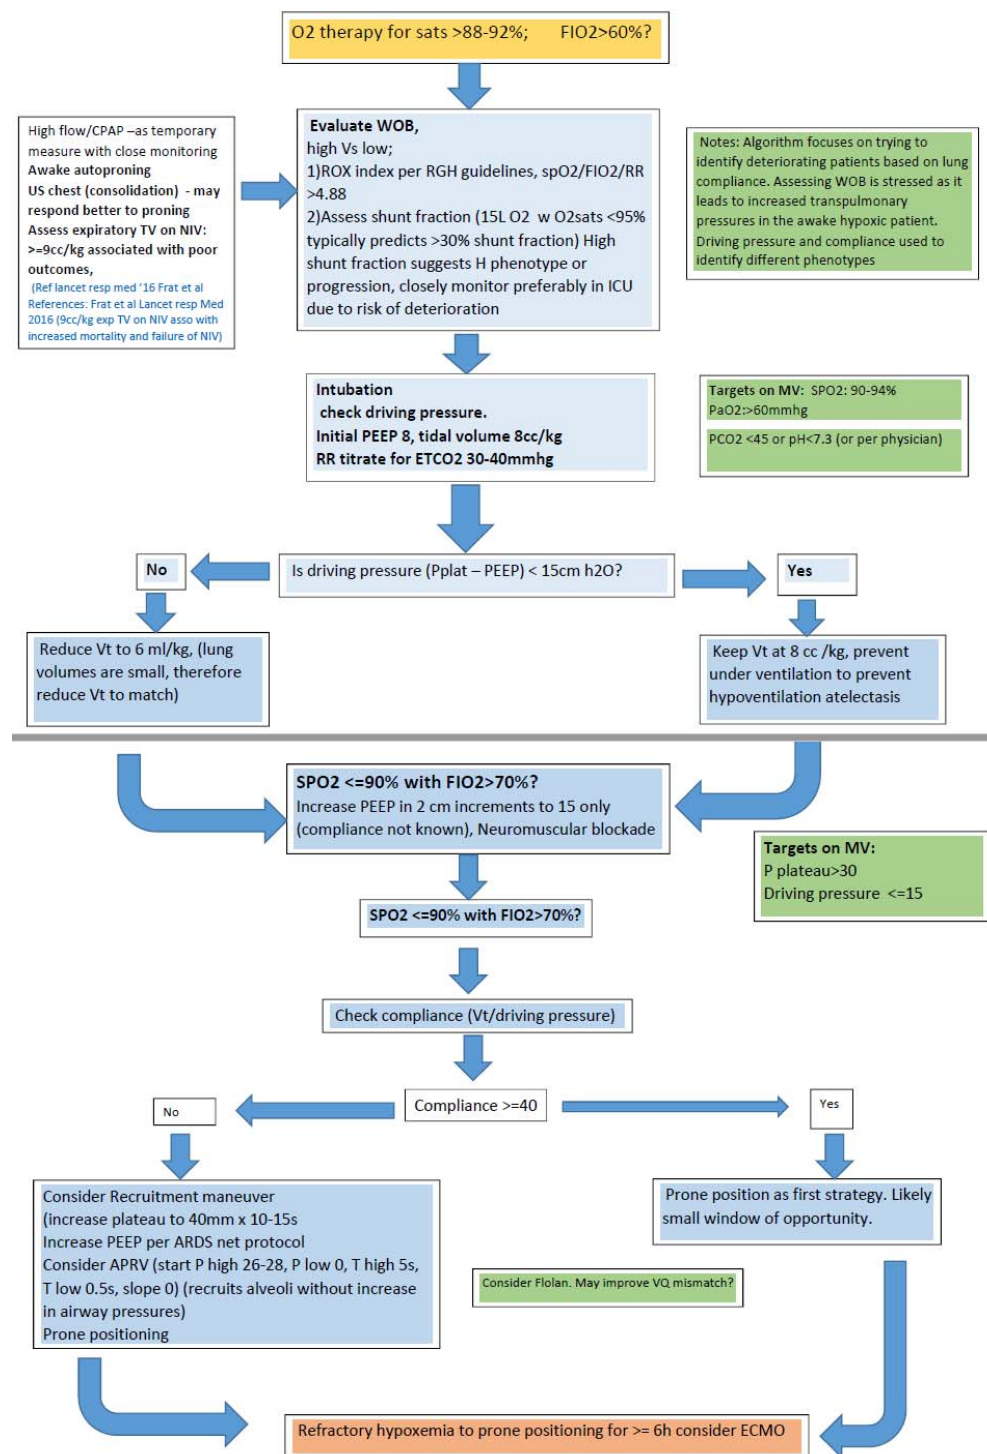 O2 therapy for sats >88-92%; FIO2>60%?
High flow/CPAP –as temporary
measure with close monitoring
Awake autoproning
US chest (consolidation) - may
respond better to proning
Assess expiratory TV on NIV:
>=9cc/kg associated with poor
outcomes,
(Ref lancet resp med '16 Frat et al
References: Frat et al Lancet resp Med
2016 (9cc/kg exp TV on NIV asso with
increased mortality and failure of NIV)
Evaluate WOB,
high Vs low;
1)ROX index per RGH guidelines, spO2/FIO2/RR
>4.88
2)Assess shunt fraction (15L O2 w O2sats <95%
typically predicts >30% shunt fraction) High
shunt fraction suggests H phenotype or
progression, closely monitor preferably in ICU
due to risk of deterioration
Notes: Algorithm focuses on trying to
identify deteriorating patients based on lung
compliance. Assessing WOB is stressed as it
leads to increased transpulmonary
pressures in the awake hypoxic patient.
Driving pressure and compliance used to
identify different phenotypes
Intubation
check driving pressure.
Initial PEEP 8, tidal volume 8cc/kg
RR titrate for ETCO2 30-40mmhg
Targets on MV: SPO2: 90-94%
PaO2:>60mmhg
PCO2 <45 or pH<7.3 (or per physician)
No
Is driving pressure (Pplat – PEEP) < 15cm h2O?
Yes
Reduce Vt to 6 ml/kg, (lung
volumes are small, therefore
reduce Vt to match)
Keep Vt at 8 cc /kg, prevent
under ventilation to prevent
hypoventilation atelectasis
SPO2 <=90% with FIO2>70%?
Increase PEEP in 2 cm increments to 15 only
(compliance not known), Neuromuscular blockade
Targets on MV:
P plateau>30
Driving pressure <=15
SPO2 <=90% with FIO2>70%?
Check compliance (Vt/driving pressure)
No
Compliance >=40
Yes
Consider Recruitment maneuver
(increase plateau to 40mm x 10-15s
Increase PEEP per ARDS net protocol
Consider APRV (start P high 26-28, P low 0, T high 5s,
T low 0.5s, slope 0) (recruits alveoli without increase
in airway pressures)
Prone positioning
Prone position as first strategy. Likely
small window of opportunity.
Consider Flolan. May improve VQ mismatch?
Refractory hypoxemia to prone positioning for >= 6h consider ECMO